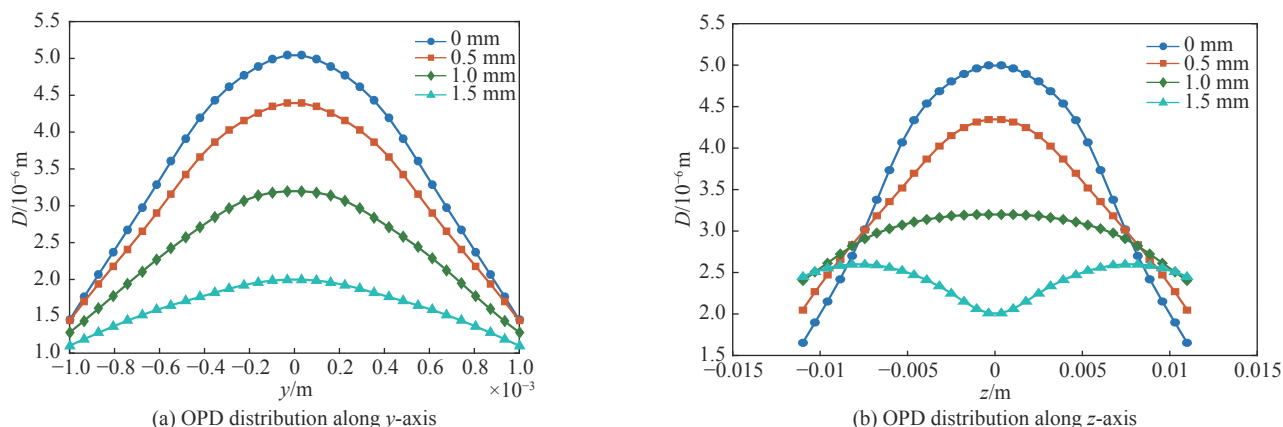 5.5
5.0
4.5
4.0
3.5
3.0
2.5
2.0
1.5
1.0
D/10⁻⁶ m
0 mm
0.5 mm
1.0 mm
1.5 mm
−1.0 −0.8 −0.6 −0.4 −0.2 0 0.2 0.4 0.6 0.8 1.0
y/m
×10⁻³
(a) OPD distribution along y-axis
5.5
5.0
4.5
4.0
3.5
3.0
2.5
2.0
1.5
D/10⁻⁶ m
0 mm
0.5 mm
1.0 mm
1.5 mm
−0.015 −0.010 −0.005 0 0.005 0.010 0.015
z/m
(b) OPD distribution along z-axis